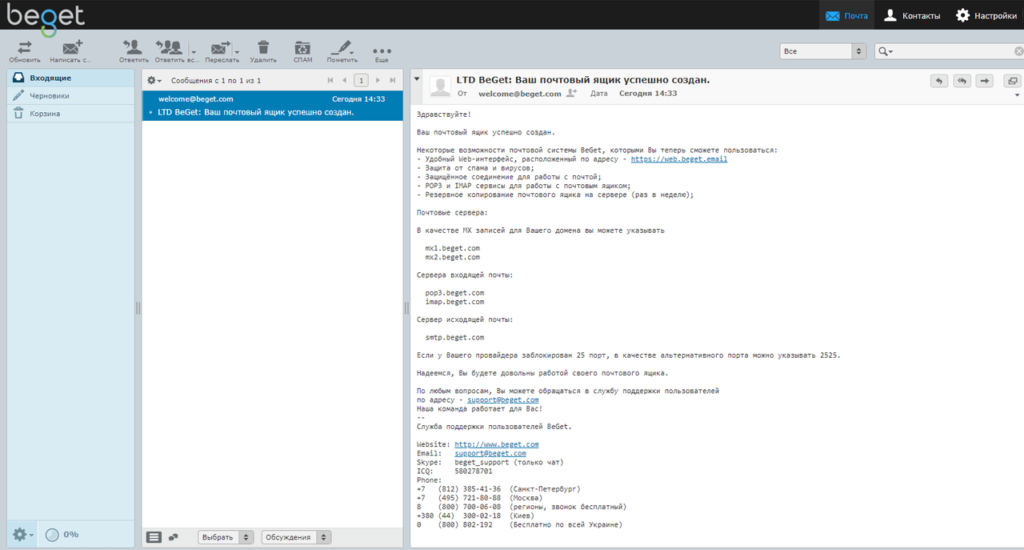 beget
Почта
Контакты
Настройки
Обновить
Написать с...
Ответить
Ответить вс...
Переслать
Удалить
СПАМ
Пометить
Еще
Все
Входящие
Черновики
Корзина
Сообщения с 1 по 1 из 1
1
welcome@beget.com Сегодня 14:33
LTD BeGet: Ваш почтовый ящик успешно создан.
LTD BeGet: Ваш почтовый ящик успешно создан.
От welcome@beget.com Дата Сегодня 14:33
Здравствуйте!
Ваш почтовый ящик успешно создан.
Некоторые возможности почтовой системы BeGet, которыми Вы теперь сможете пользоваться:
- Удобный Web-интерфейс, расположенный по адресу - https://web.beget.email
- Защита от спама и вирусов;
- Защищённое соединение для работы с почтой;
- POP3 и IMAP сервисы для работы с почтовым ящиком;
- Резервное копирование почтового ящика на сервере (раз в неделю);
Почтовые сервера:
В качестве MX записей для Вашего домена вы можете указывать
mx1.beget.com
mx2.beget.com
Сервера входящей почты:
pop3.beget.com
imap.beget.com
Сервер исходящей почты:
smtp.beget.com
Если у Вашего провайдера заблокирован 25 порт, в качестве альтернативного порта можно указывать 2525.
Надеемся, Вы будете довольны работой своего почтового ящика.
По любым вопросам, Вы можете обращаться в службу поддержки пользователей
по адресу - support@beget.com
Наша команда работает для Вас!
--
Служба поддержки пользователей BeGet.
Website: http://www.beget.com
Email: support@beget.com
Skype: beget_support (только чат)
ICQ: 580278701
Phone:
+7 (812) 385-41-36 (Санкт-Петербург)
+7 (495) 721-80-88 (Москва)
8 (800) 700-06-08 (регионы, звонок бесплатный)
+380 (44) 300-02-18 (Киев)
0 (800) 802-192 (Бесплатно по всей Украине)
0%
Выбрать
Обсуждения